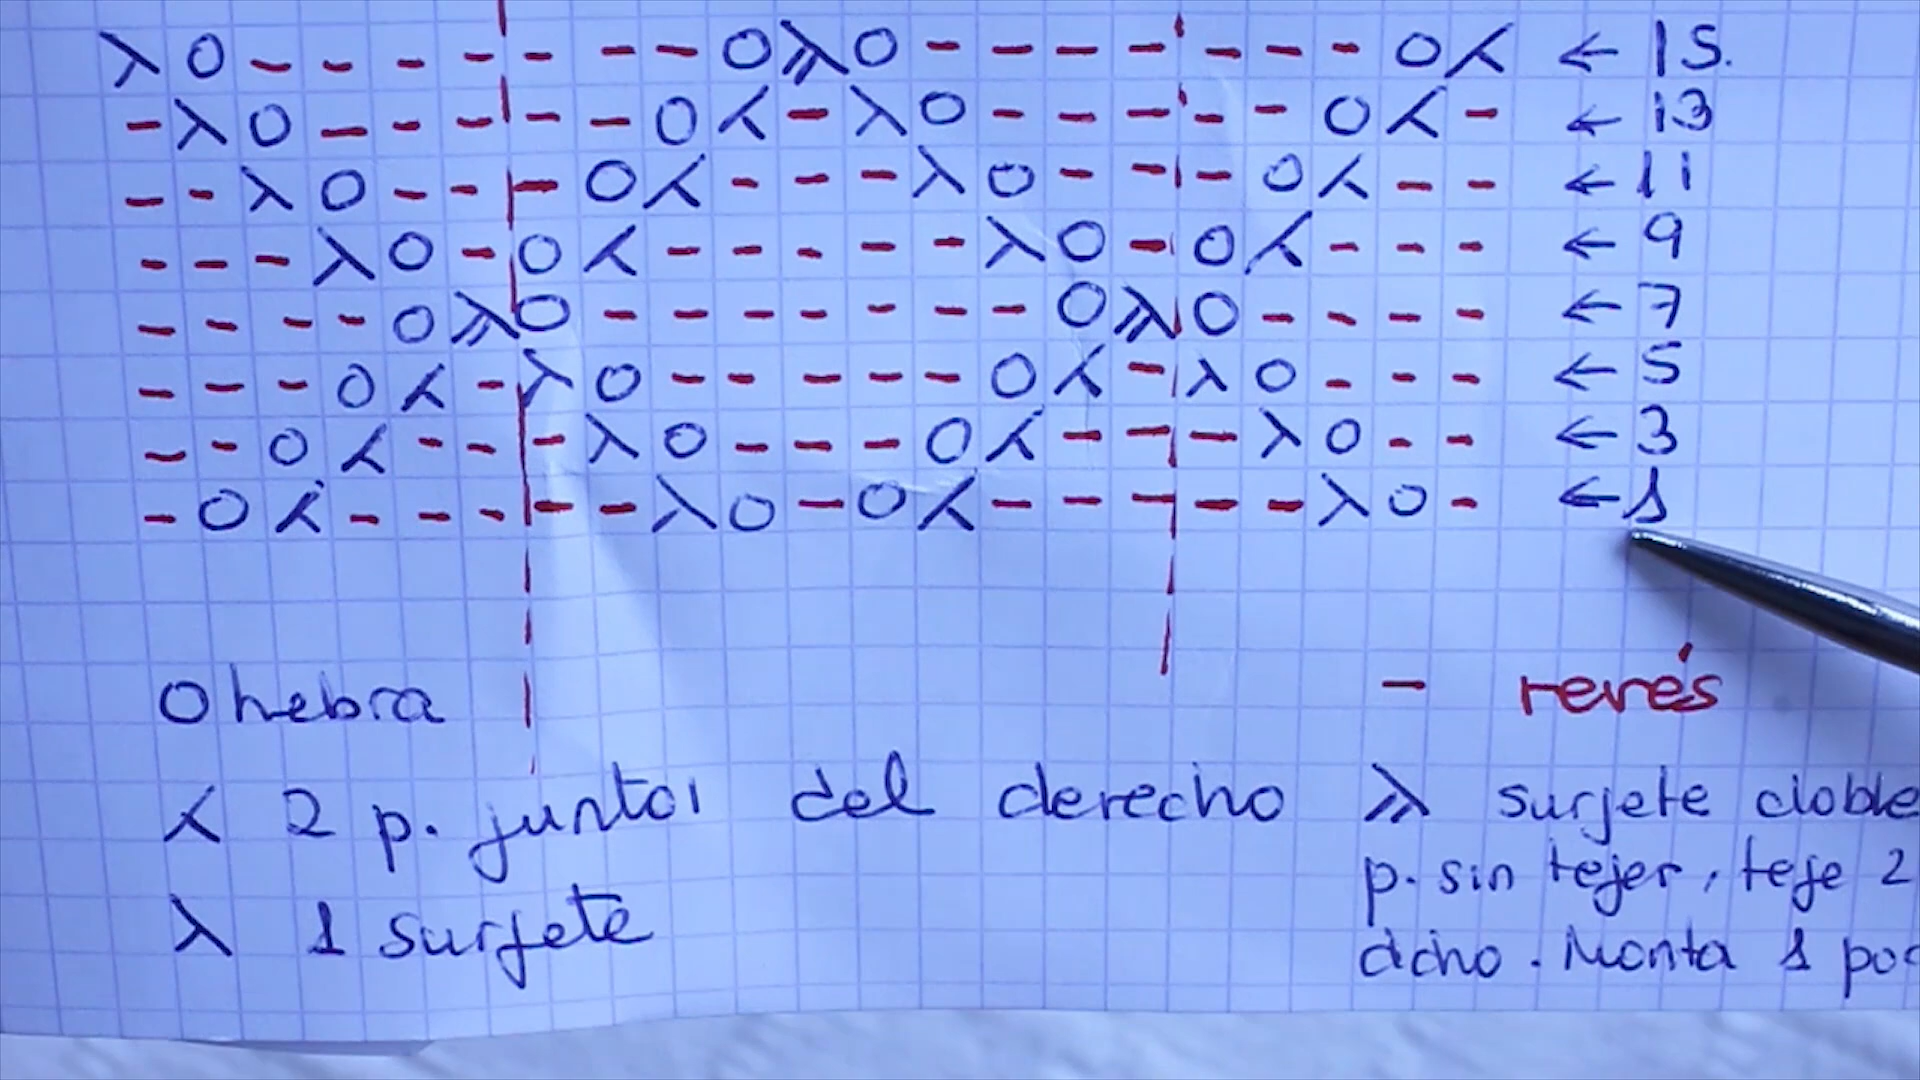 λ O - - - - - - - O ⫺λ O - - - - - - - O ⋌ ← 15.
- λ O - - - - - O ⋌ - λ O - - - - - O ⋌ - ← 13
- - λ O - - - O ⋌ - - - λ O - - - O ⋌ - - ← 11
- - - λ O - O ⋌ - - - - - λ O - O ⋌ - - - ← 9
- - - - O ⫺λ O - - - - - - - O ⫺λ O - - - - ← 7
- - - O ⋌ - λ O - - - - - O ⋌ - λ O - - - ← 5
- - O ⋌ - - - λ O - - - O ⋌ - - - λ O - - ← 3
- O ⋌ - - - - - λ O - O ⋌ - - - - - λ O - ← 1
O hebra
⋌ 2 p. juntos del derecho
λ 1 surjete
- revés
⫺λ surjete doble
p. sin tejer, teje 2
dcho. Monta 1 po